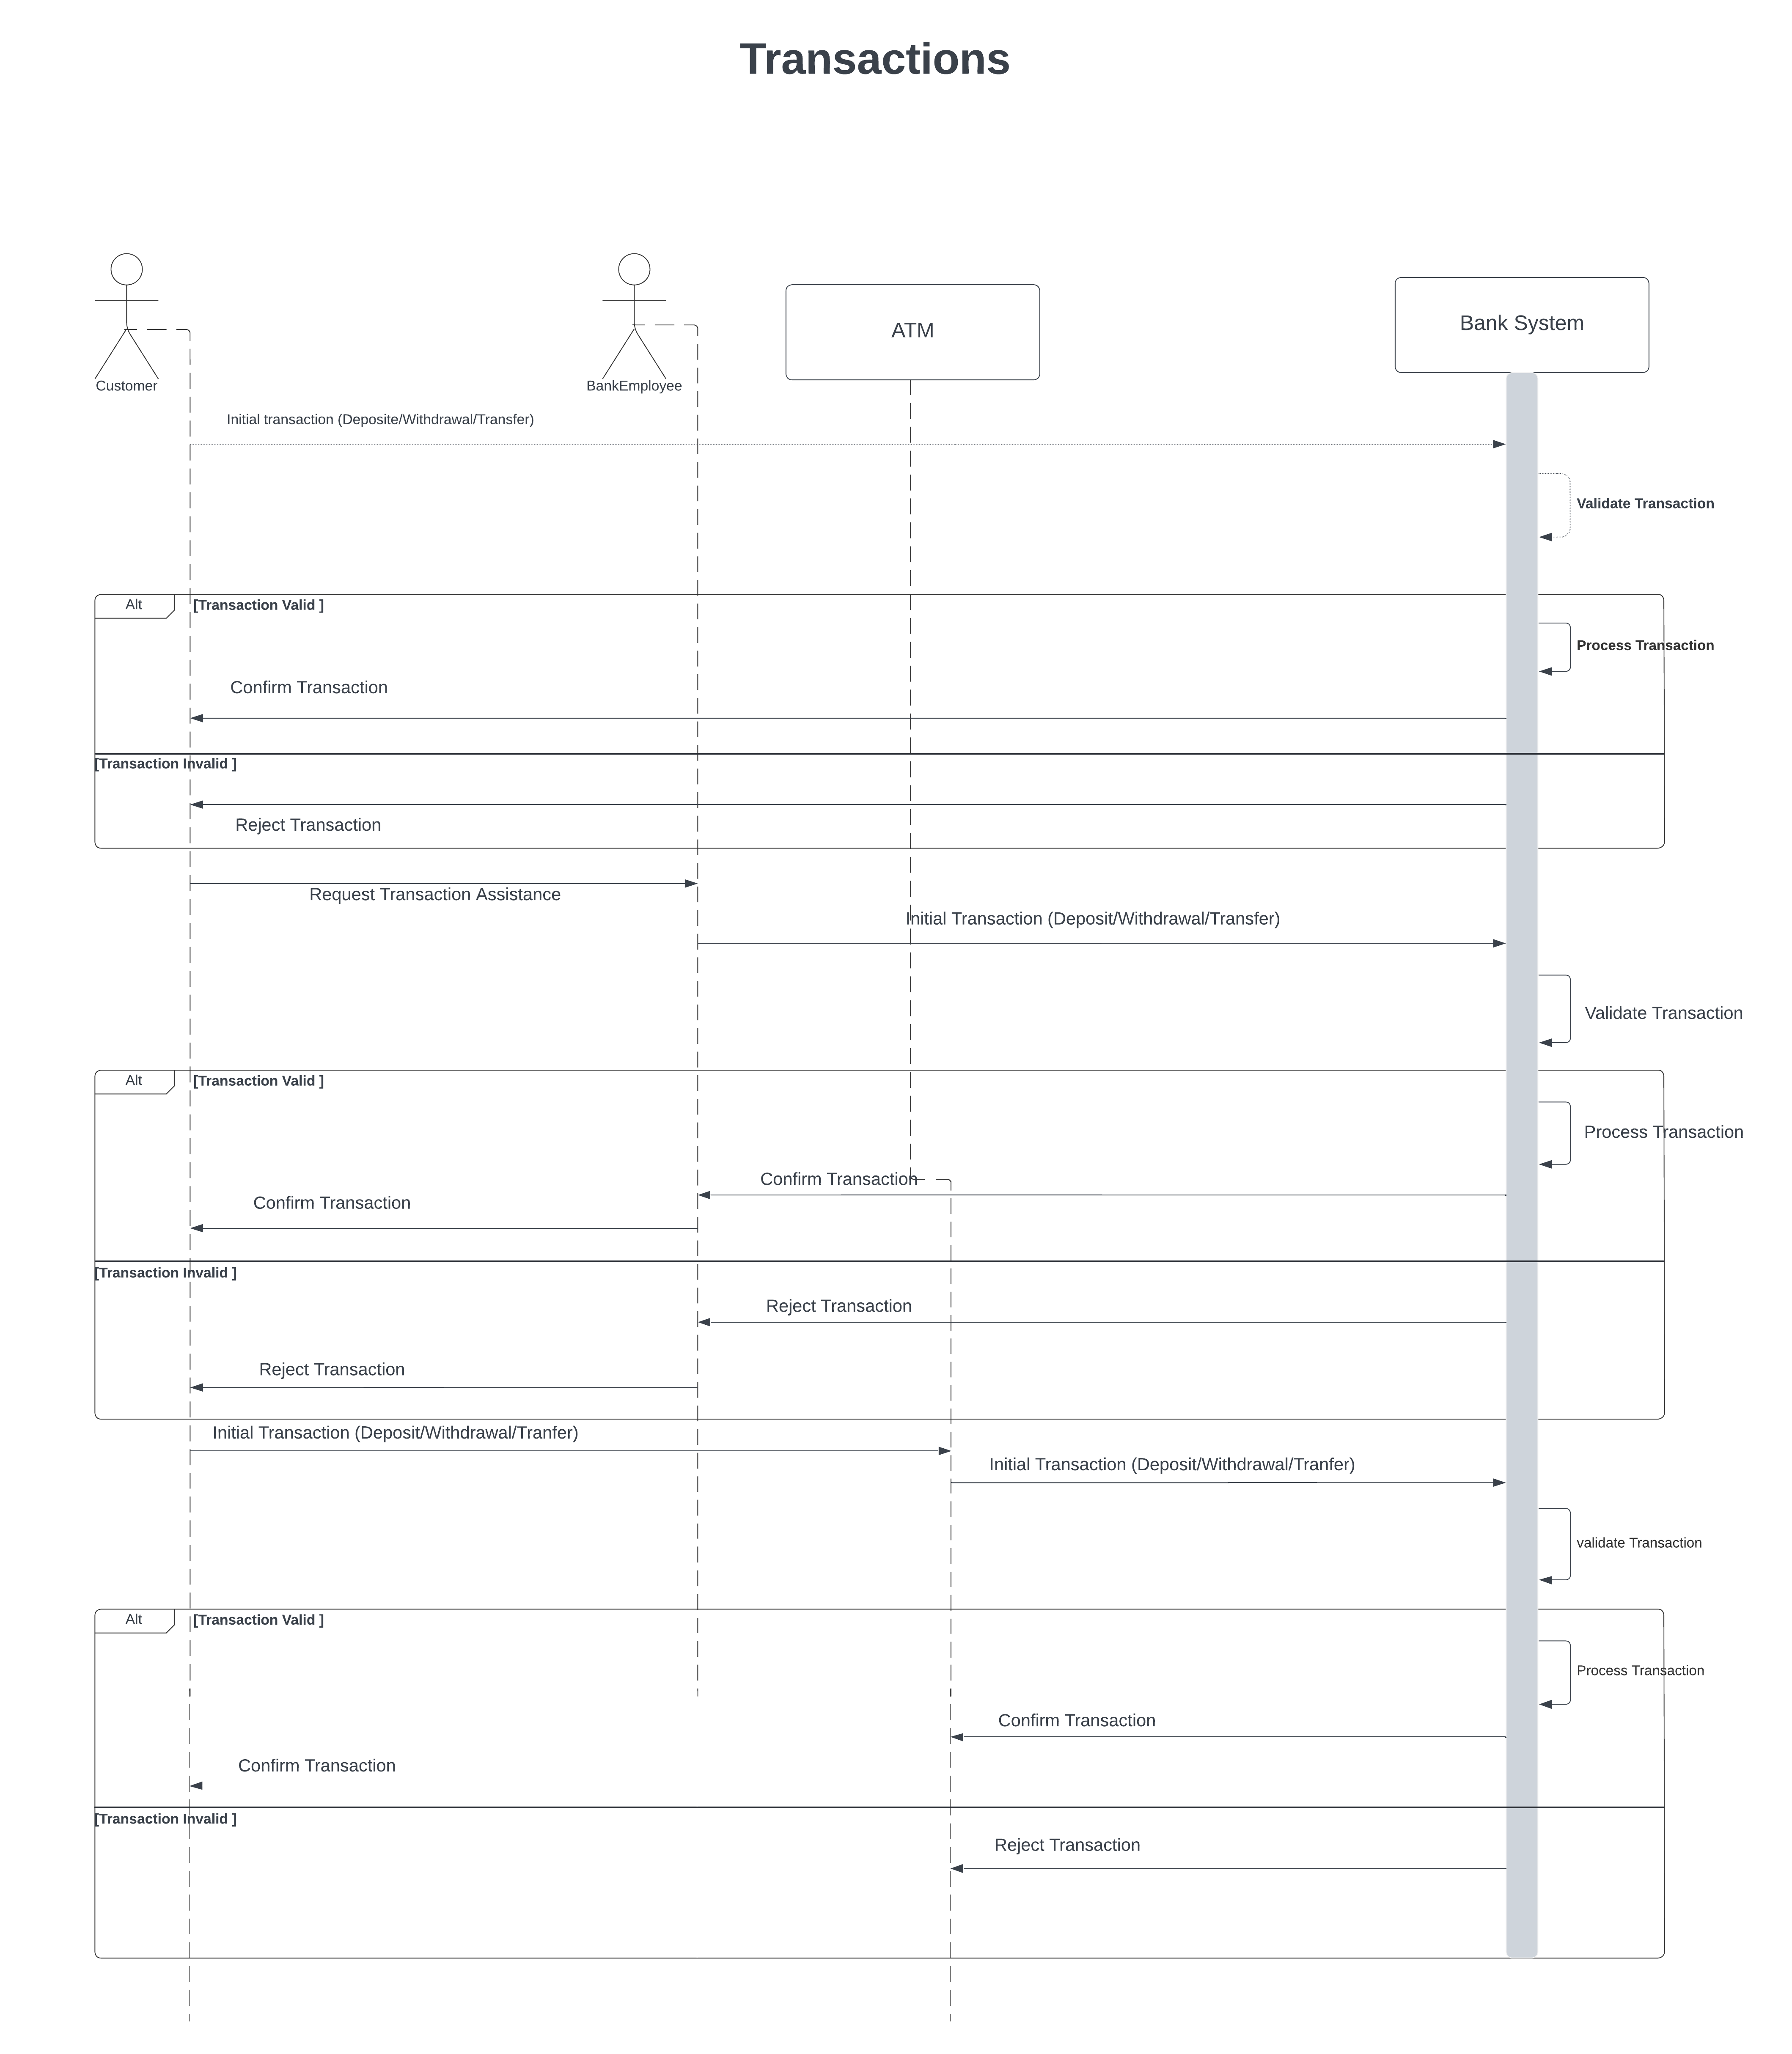 Transactions
Customer
BankEmployee
ATM
Bank System
Initial transaction (Deposite/Withdrawal/Transfer)
Validate Transaction
Alt
[Transaction Valid ]
Process Transaction
Confirm Transaction
[Transaction Invalid ]
Reject Transaction
Request Transaction Assistance
Initial Transaction (Deposit/Withdrawal/Transfer)
Validate Transaction
Alt
[Transaction Valid ]
Process Transaction
Confirm Transaction
Confirm Transaction
[Transaction Invalid ]
Reject Transaction
Reject Transaction
Initial Transaction (Deposit/Withdrawal/Tranfer)
Initial Transaction (Deposit/Withdrawal/Tranfer)
validate Transaction
Alt
[Transaction Valid ]
Process Transaction
Confirm Transaction
Confirm Transaction
[Transaction Invalid ]
Reject Transaction